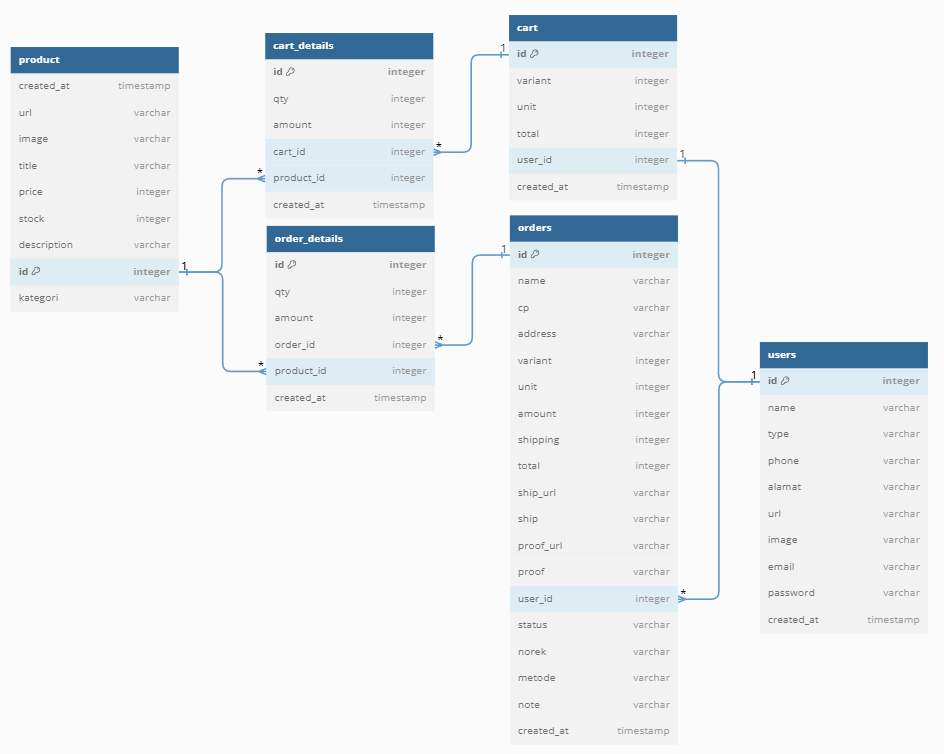 product
created_at timestamp
url varchar
image varchar
title varchar
price integer
stock integer
description varchar
id integer
kategori varchar
1
*
*
cart_details
id integer
qty integer
amount integer
cart_id integer
product_id integer
created_at timestamp
*
1
order_details
id integer
qty integer
amount integer
order_id integer
product_id integer
created_at timestamp
*
1
cart
id integer
variant integer
unit integer
total integer
user_id integer
created_at timestamp
1
orders
id integer
name varchar
cp varchar
address varchar
variant integer
unit integer
amount integer
shipping integer
total integer
ship_url varchar
ship varchar
proof_url varchar
proof varchar
user_id integer
status varchar
norek varchar
metode varchar
note varchar
created_at timestamp
*
1
users
id integer
name varchar
type varchar
phone varchar
alamat varchar
url varchar
image varchar
email varchar
password varchar
created_at timestamp